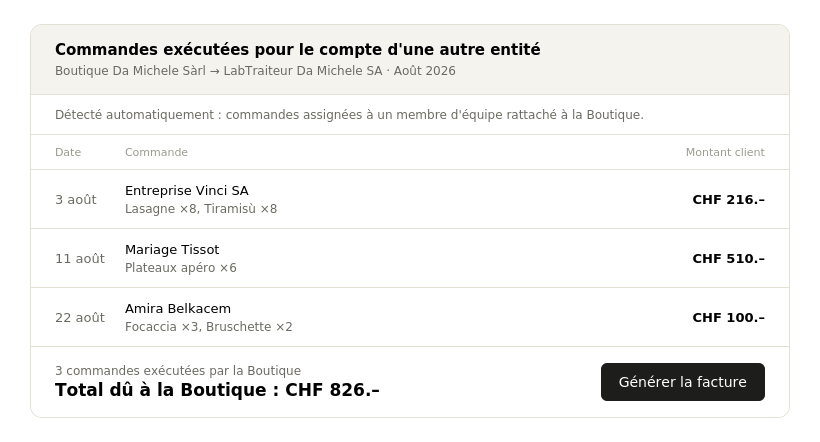 Commandes exécutées pour le compte d'une autre entité
Boutique Da Michele Sàrl → LabTraiteur Da Michele SA · Août 2026
Détecté automatiquement : commandes assignées à un membre d'équipe rattaché à la Boutique.
Date Commande Montant client
3 août Entreprise Vinci SA CHF 216.–
Lasagne ×8, Tiramisù ×8
11 août Mariage Tissot CHF 510.–
Plateaux apéro ×6
22 août Amira Belkacem CHF 100.–
Focaccia ×3, Bruschette ×2
3 commandes exécutées par la Boutique
Total dû à la Boutique : CHF 826.–
Générer la facture